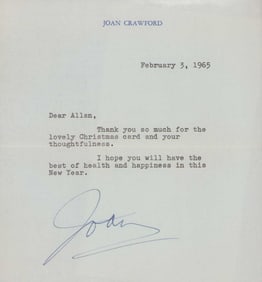 JOAN CRAWFORD
February 3, 1965
Dear Allan,
Thank you so much for the
lovely Christmas card and your
thoughtfulness.
I hope you will have the
best of health and happiness in this
New Year.
Joan